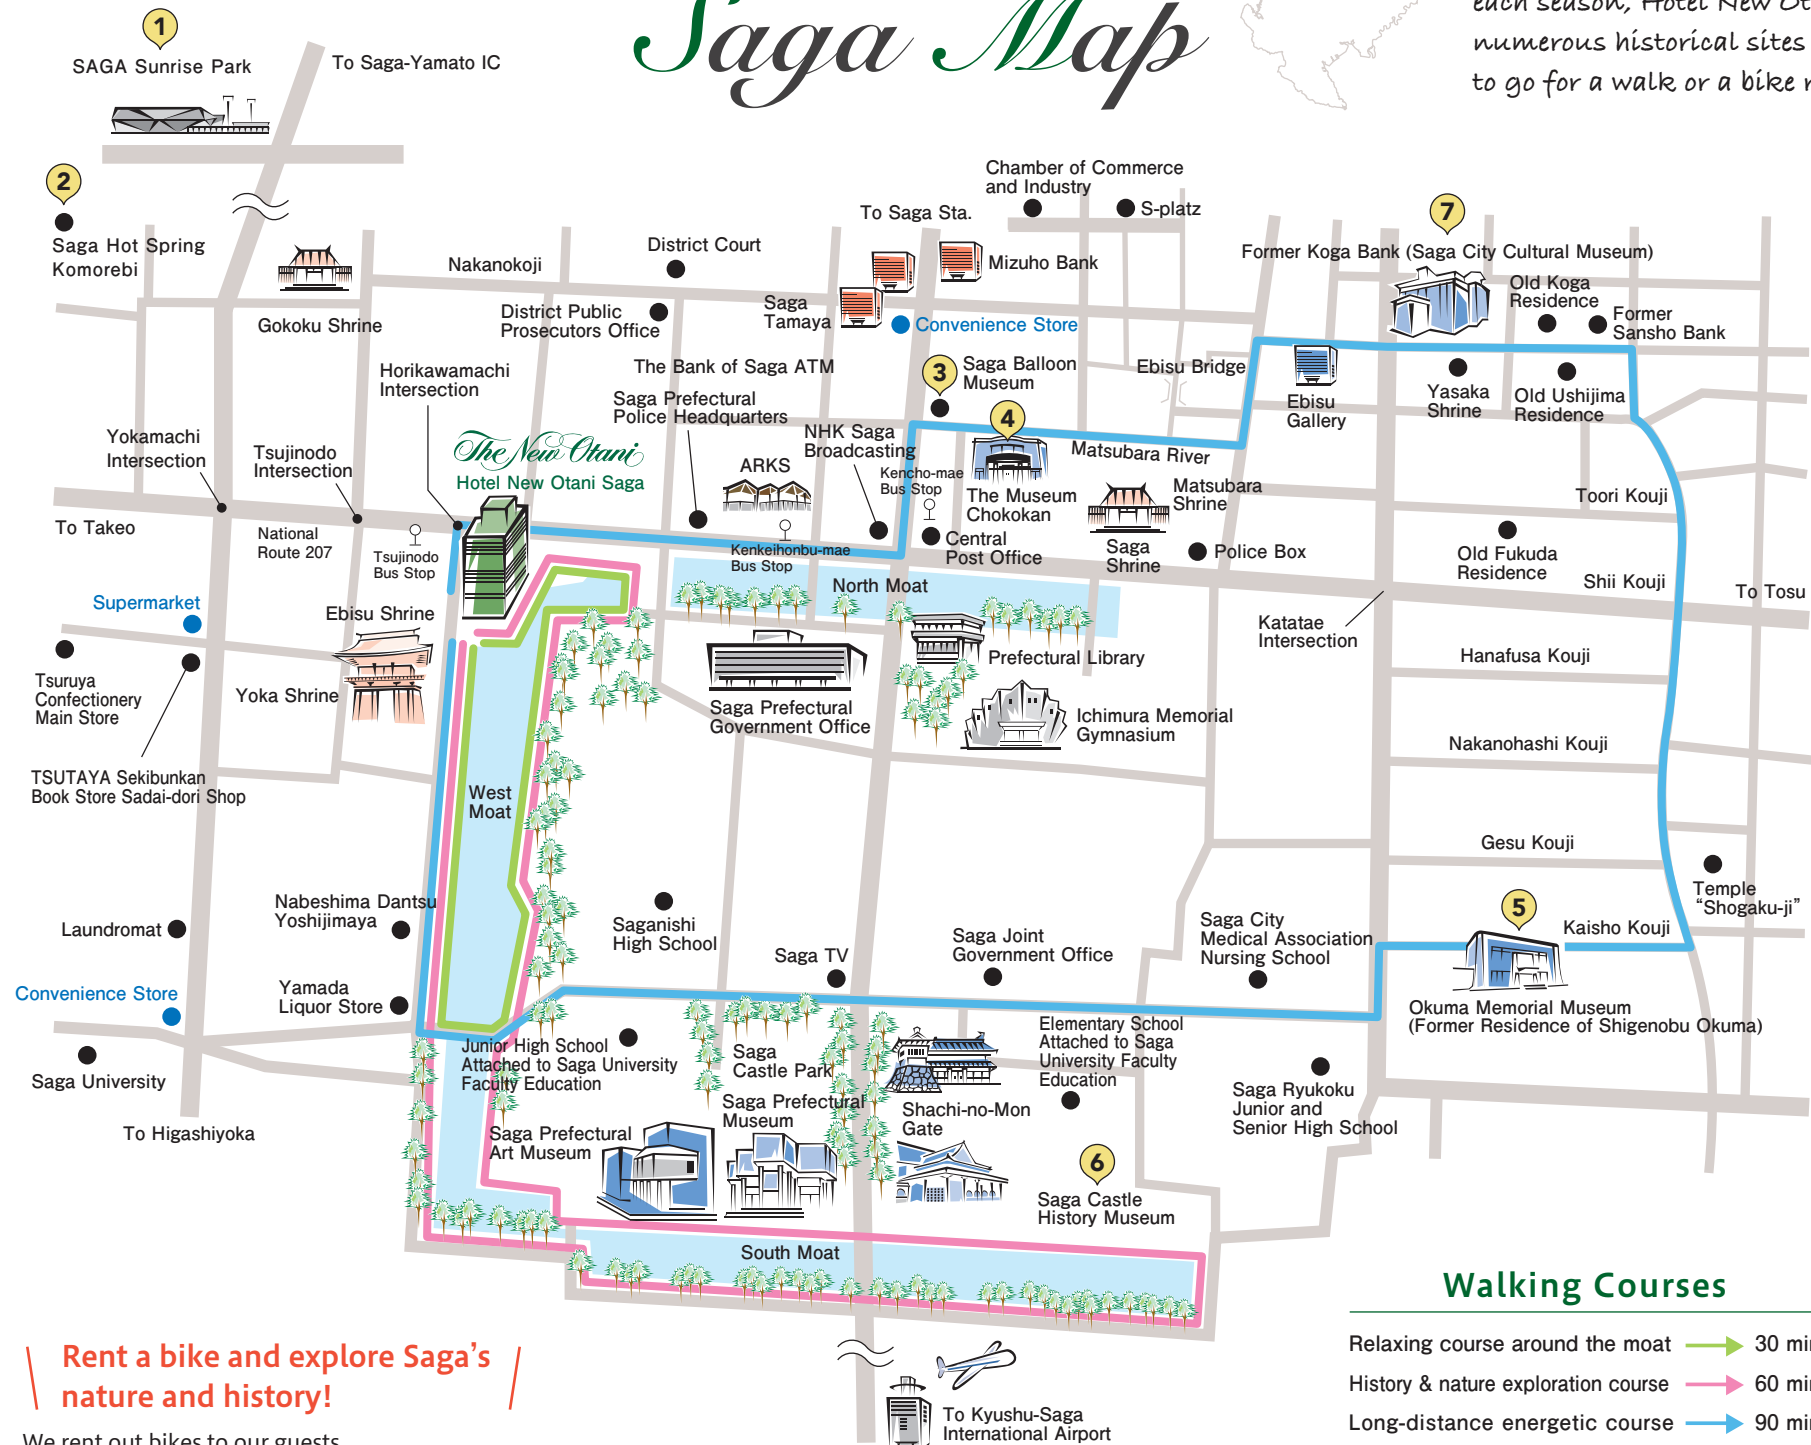 Saga Map
each season, Hotel New
numerous historical sites
to go for a walk or a bike
1
SAGA Sunrise Park
To Saga-Yamato IC
2
Saga Hot Spring
Komorebi
Gokoku Shrine
Nakanokoji
District Court
District Public
Prosecutors Office
Chamber of Commerce
and Industry
S-platz
To Saga Sta.
Mizuho Bank
Saga
Tamaya
Convenience Store
7
Former Koga Bank (Saga City Cultural Museum)
Old Koga
Residence
Former
Sansho Bank
Horikawamachi
Intersection
The Bank of Saga ATM
Saga Prefectural
Police Headquarters
3
Saga Balloon
Museum
Ebisu Bridge
Ebisu
Gallery
Yasaka
Shrine
Old Ushijima
Residence
4
NHK Saga
Broadcasting
Kencho-mae
Bus Stop
Matsubara River
Yokamachi
Intersection
Tsujinodo
Intersection
The New Otani
Hotel New Otani Saga
ARKS
The Museum
Chokokan
Matsubara
Shrine
Toori Kouji
To Takeo
National
Route 207
Tsujinodo
Bus Stop
Kenkeihonbu-mae
Bus Stop
Central
Post Office
Saga
Shrine
Police Box
Old Fukuda
Residence
Shii Kouji
North Moat
To Tosu
Supermarket
Ebisu Shrine
Katatae
Intersection
Prefectural Library
Hanafusa Kouji
Tsuruya
Confectionery
Main Store
Yoka Shrine
Saga Prefectural
Government Office
Ichimura Memorial
Gymnasium
Nakanohashi Kouji
TSUTAYA Sekibunkan
Book Store Sadai-dori Shop
West
Moat
Gesu Kouji
Temple
“Shogaku-ji”
Laundromat
Nabeshima Dantsu
Yoshijimaya
Saganishi
High School
5
Kaisho Kouji
Saga TV
Saga Joint
Government Office
Saga City
Medical Association
Nursing School
Convenience Store
Yamada
Liquor Store
Okuma Memorial Museum
(Former Residence of Shigenobu Okuma)
Saga University
Junior High School
Attached to Saga University
Faculty Education
Saga
Castle Park
Elementary School
Attached to Saga
University Faculty
Education
Saga Ryukoku
Junior and
Senior High School
To Higashiyoka
Saga Prefectural
Art Museum
Saga Prefectural
Museum
Shachi-no-Mon
Gate
6
Saga Castle
History Museum
South Moat
Walking Courses
Relaxing course around the moat 30
History & nature exploration course 60
Long-distance energetic course 90
Rent a bike and explore Saga’s
nature and history!
We rent out bikes to our guests
To Kyushu-Saga
International Airport